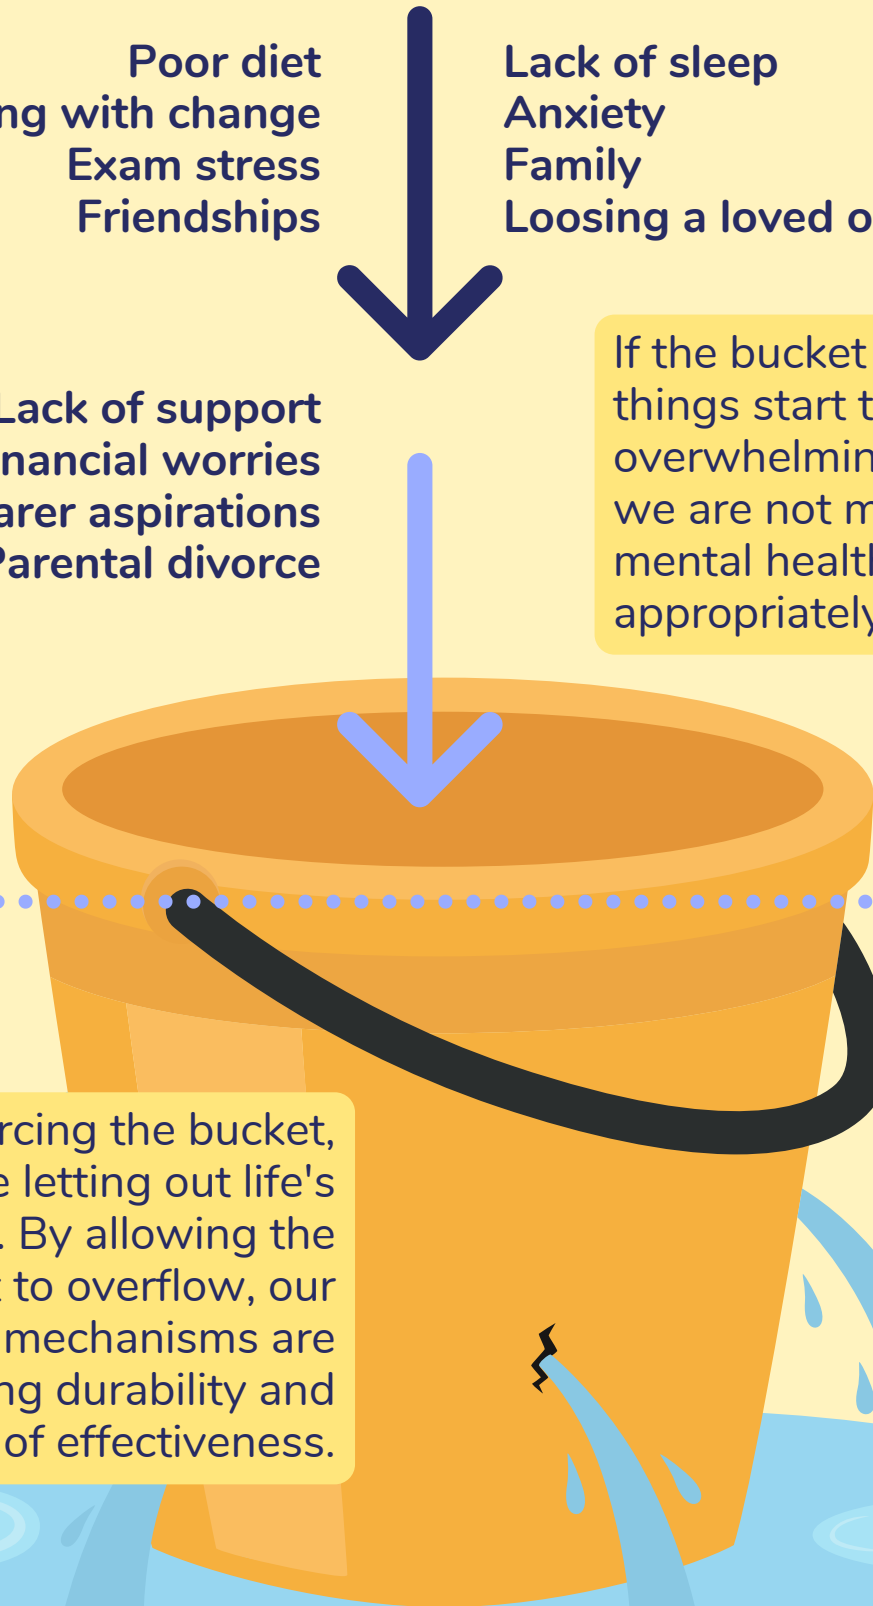 Poor diet
ng with change
Exam stress
Friendships
Lack of sleep
Anxiety
Family
Loosing a loved o
Lack of support
nancial worries
arer aspirations
Parental divorce
If the bucket
things start t
overwhelmin
we are not m
mental health
appropriately
rcing the bucket,
e letting out life's
. By allowing the
t to overflow, our
mechanisms are
ng durability and
of effectiveness.